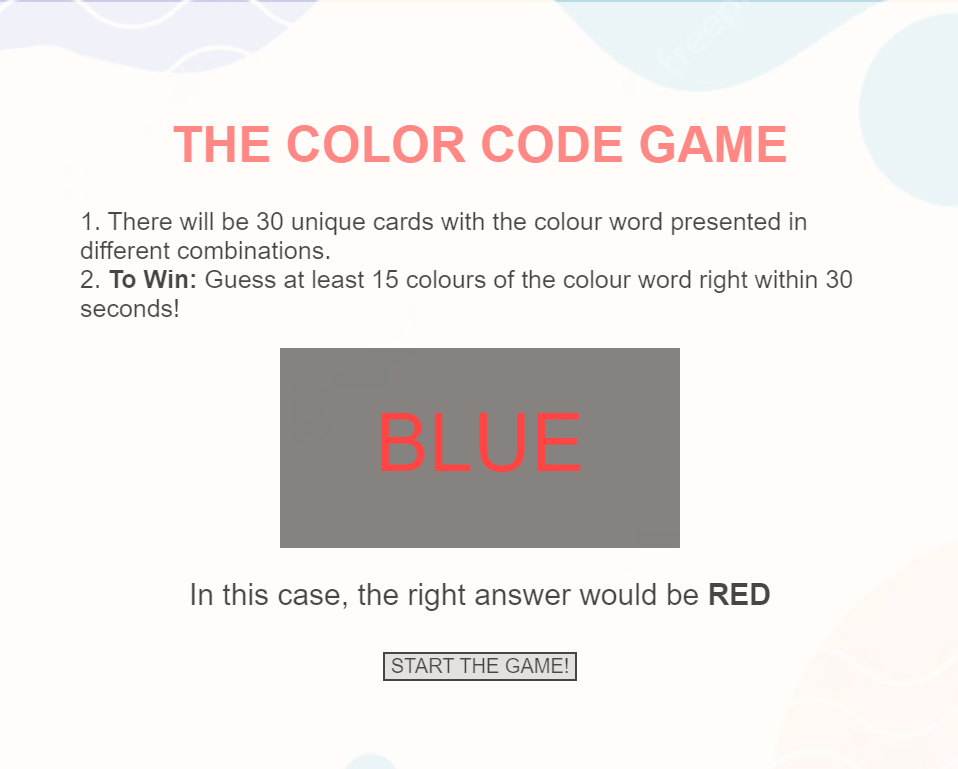 THE COLOR CODE GAME
1. There will be 30 unique cards with the colour word presented in
different combinations.
2. To Win: Guess at least 15 colours of the colour word right within 30
seconds!
BLUE
In this case, the right answer would be RED
START THE GAME!